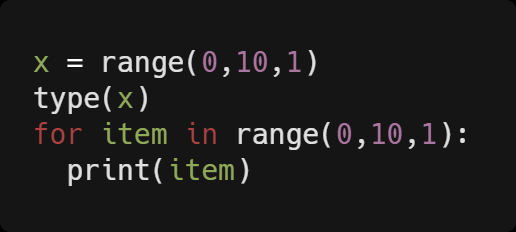 x = range(0,10,1)
type(x)
for item in range(0,10,1):
  print(item)